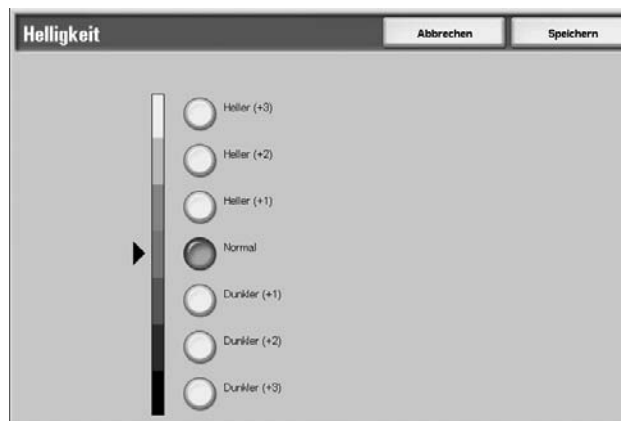 Helligkeit Abbrechen Speichern
Heller (+3)
Heller (+2)
Heller (+1)
Normal
Dunkler (+1)
Dunkler (+2)
Dunkler (+3)